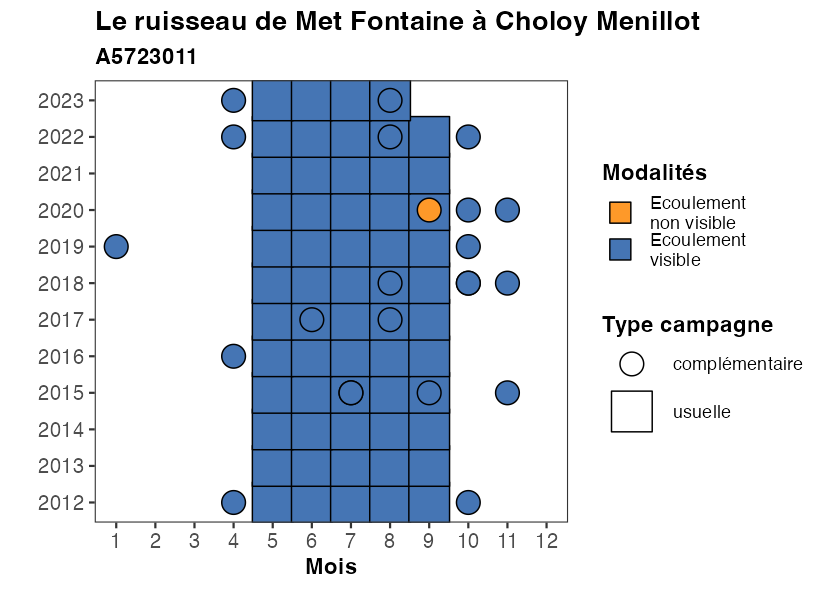 Le ruisseau de Met Fontaine à Choloy Menillot
A5723011
2023
2022
2021
2020
2019
2018
2017
2016
2015
2014
2013
2012
1 2 3 4 5 6 7 8 9 10 11 12
Mois
Modalités
Ecoulement
non visible
Ecoulement
visible
Type campagne
complémentaire
usuelle